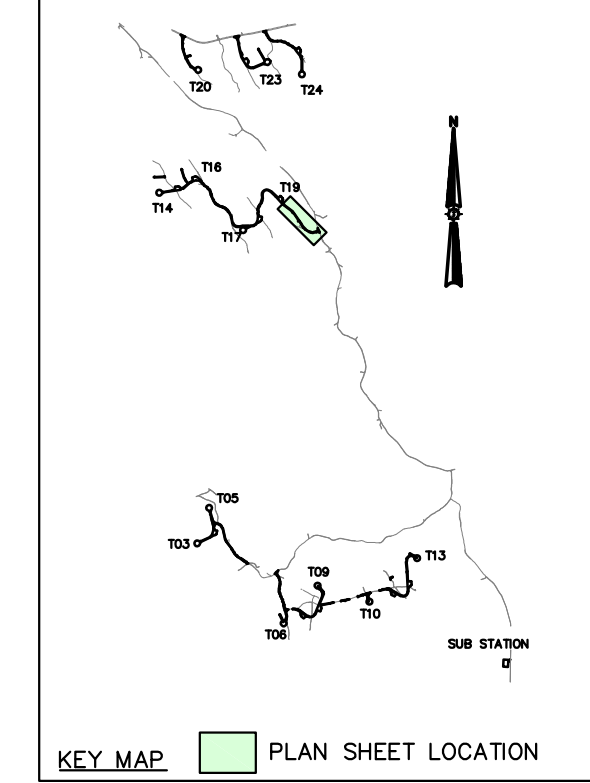 T20
T23
T24
N
T16
T19
T14
T17
T05
T03
T13
T09
T10
T06
SUB STATION
KEY MAP
PLAN SHEET LOCATION